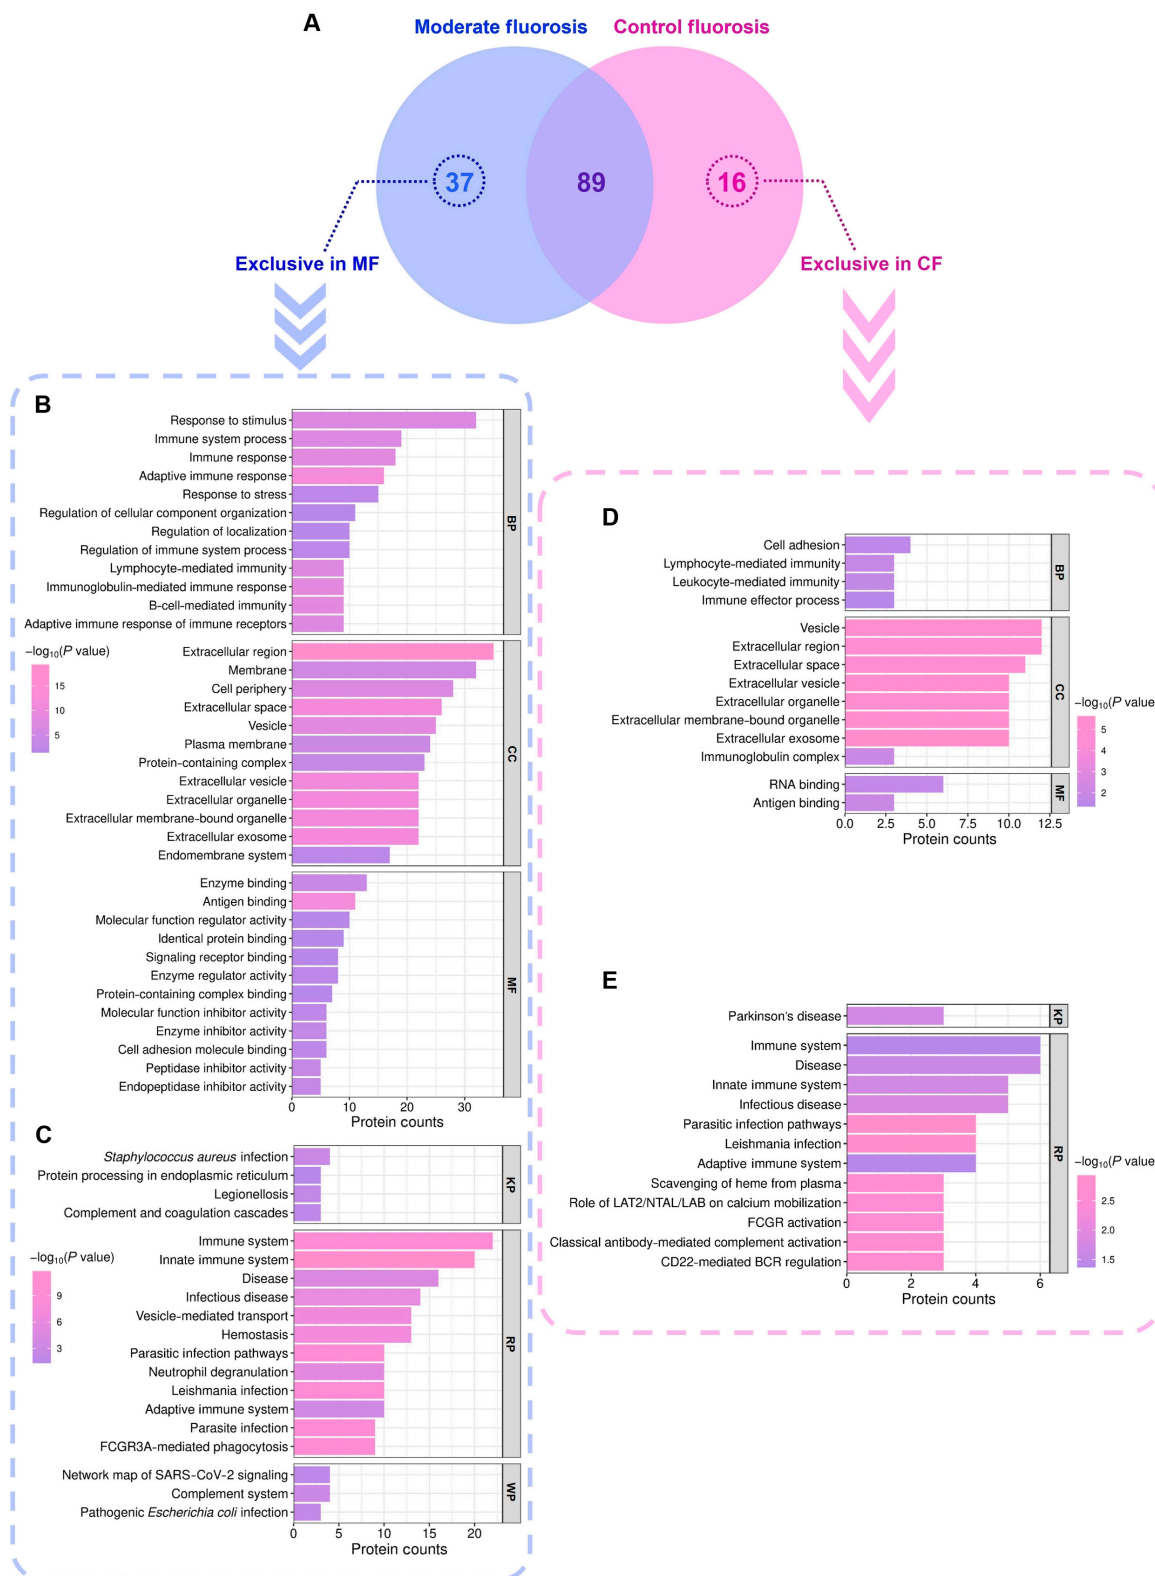 A
Moderate fluorosis
Control fluorosis
37
89
16
Exclusive in MF
Exclusive in CF
B
Response to stimulus
Immune system process
Immune response
Adaptive immune response
Response to stress
Regulation of cellular component organization
Regulation of localization
Regulation of immune system process
Lymphocyte-mediated immunity
Immunoglobulin-mediated immune response
B-cell-mediated immunity
Adaptive immune response of immune receptors
BP
−log₁₀(P value)
15
10
5
Extracellular region
Membrane
Cell periphery
Extracellular space
Vesicle
Plasma membrane
Protein-containing complex
Extracellular vesicle
Extracellular organelle
Extracellular membrane-bound organelle
Extracellular exosome
Endomembrane system
CC
Enzyme binding
Antigen binding
Molecular function regulator activity
Identical protein binding
Signaling receptor binding
Enzyme regulator activity
Protein-containing complex binding
Molecular function inhibitor activity
Enzyme inhibitor activity
Cell adhesion molecule binding
Peptidase inhibitor activity
Endopeptidase inhibitor activity
MF
0 10 20 30
Protein counts
C
Staphylococcus aureus infection
Protein processing in endoplasmic reticulum
Legionellosis
Complement and coagulation cascades
KP
−log₁₀(P value)
9
6
3
Immune system
Innate immune system
Disease
Infectious disease
Vesicle-mediated transport
Hemostasis
Parasitic infection pathways
Neutrophil degranulation
Leishmania infection
Adaptive immune system
Parasite infection
FCGR3A-mediated phagocytosis
RP
Network map of SARS-CoV-2 signaling
Complement system
Pathogenic Escherichia coli infection
WP
0 5 10 15 20
Protein counts
D
Cell adhesion
Lymphocyte-mediated immunity
Leukocyte-mediated immunity
Immune effector process
BP
Vesicle
Extracellular region
Extracellular space
Extracellular vesicle
Extracellular organelle
Extracellular membrane-bound organelle
Extracellular exosome
Immunoglobulin complex
CC
−log₁₀(P value
5
4
3
2
RNA binding
Antigen binding
MF
0.0 2.5 5.0 7.5 10.0 12.5
Protein counts
E
Parkinson's disease
KP
Immune system
Disease
Innate immune system
Infectious disease
Parasitic infection pathways
Leishmania infection
Adaptive immune system
Scavenging of heme from plasma
Role of LAT2/NTAL/LAB on calcium mobilization
FCGR activation
Classical antibody-mediated complement activation
CD22-mediated BCR regulation
RP
−log₁₀(P value
2.5
2.0
1.5
0 2 4 6
Protein counts